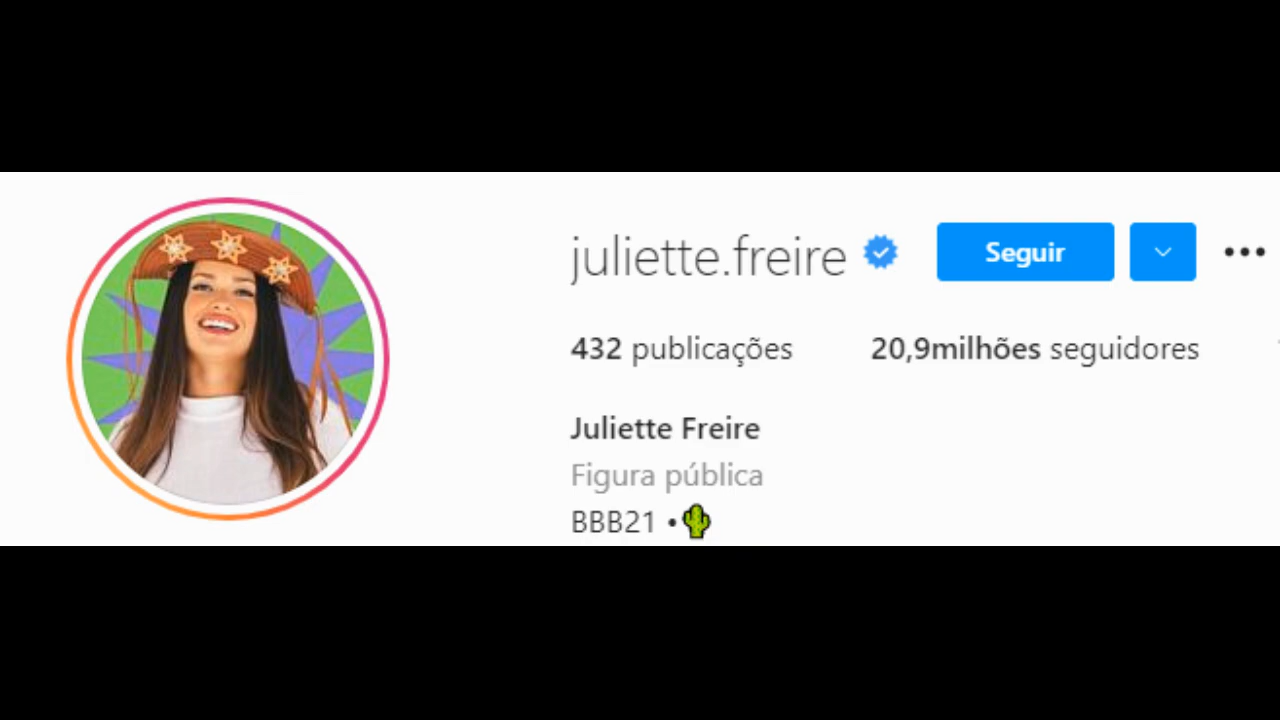 juliette.freire Seguir
432 publicações 20,9milhões seguidores
Juliette Freire
Figura pública
BBB21 •🌵